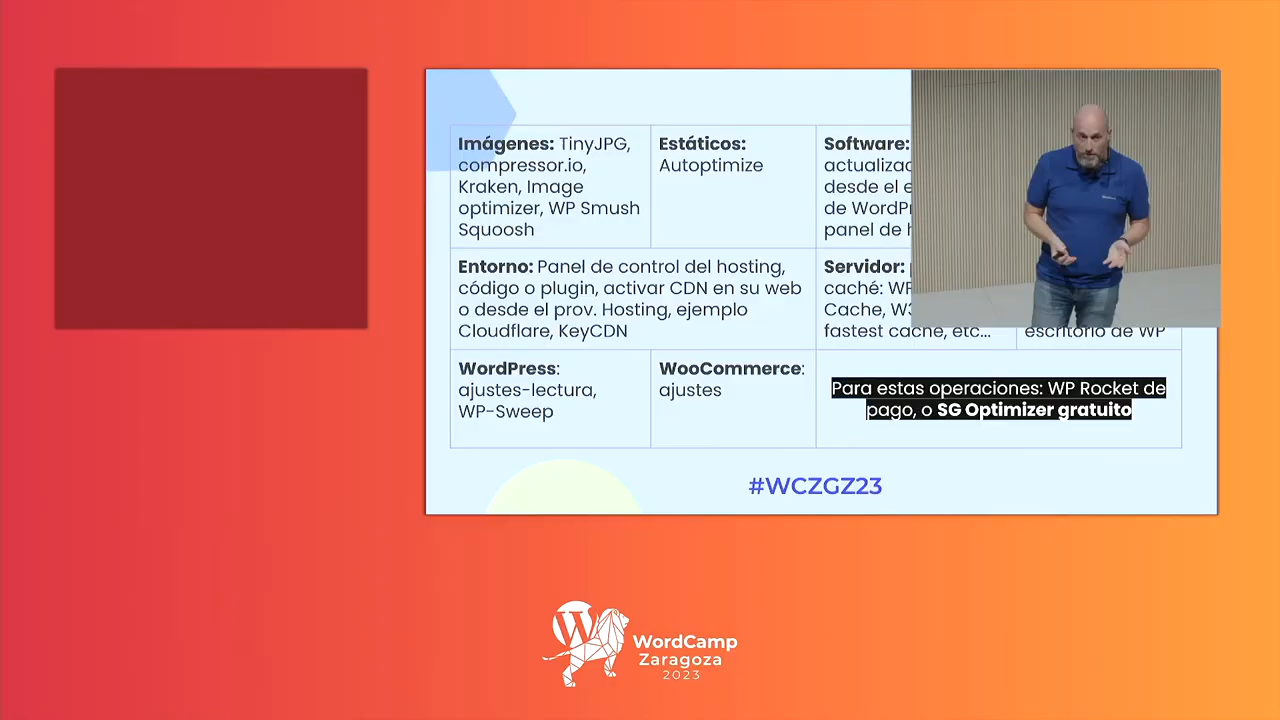 Imágenes: TinyJPG,
compressor.io,
Kraken, Image
optimizer, WP Smush
Squoosh
Estáticos:
Autoptimize
Software:
desde el
panel de
Entorno: Panel de control del hosting,
código o plugin, activar CDN en su web
o desde el prov. Hosting, ejemplo
Cloudflare, KeyCDN
Servidor:
caché:
Cache,
fastest cache, etc...
escritorio de WP
WordPress:
ajustes-lectura,
WP-Sweep
WooCommerce:
ajustes
Para estas operaciones: WP Rocket de
pago, o SG Optimizer gratuito
#WCZGZ23
WordCamp
Zaragoza
2023